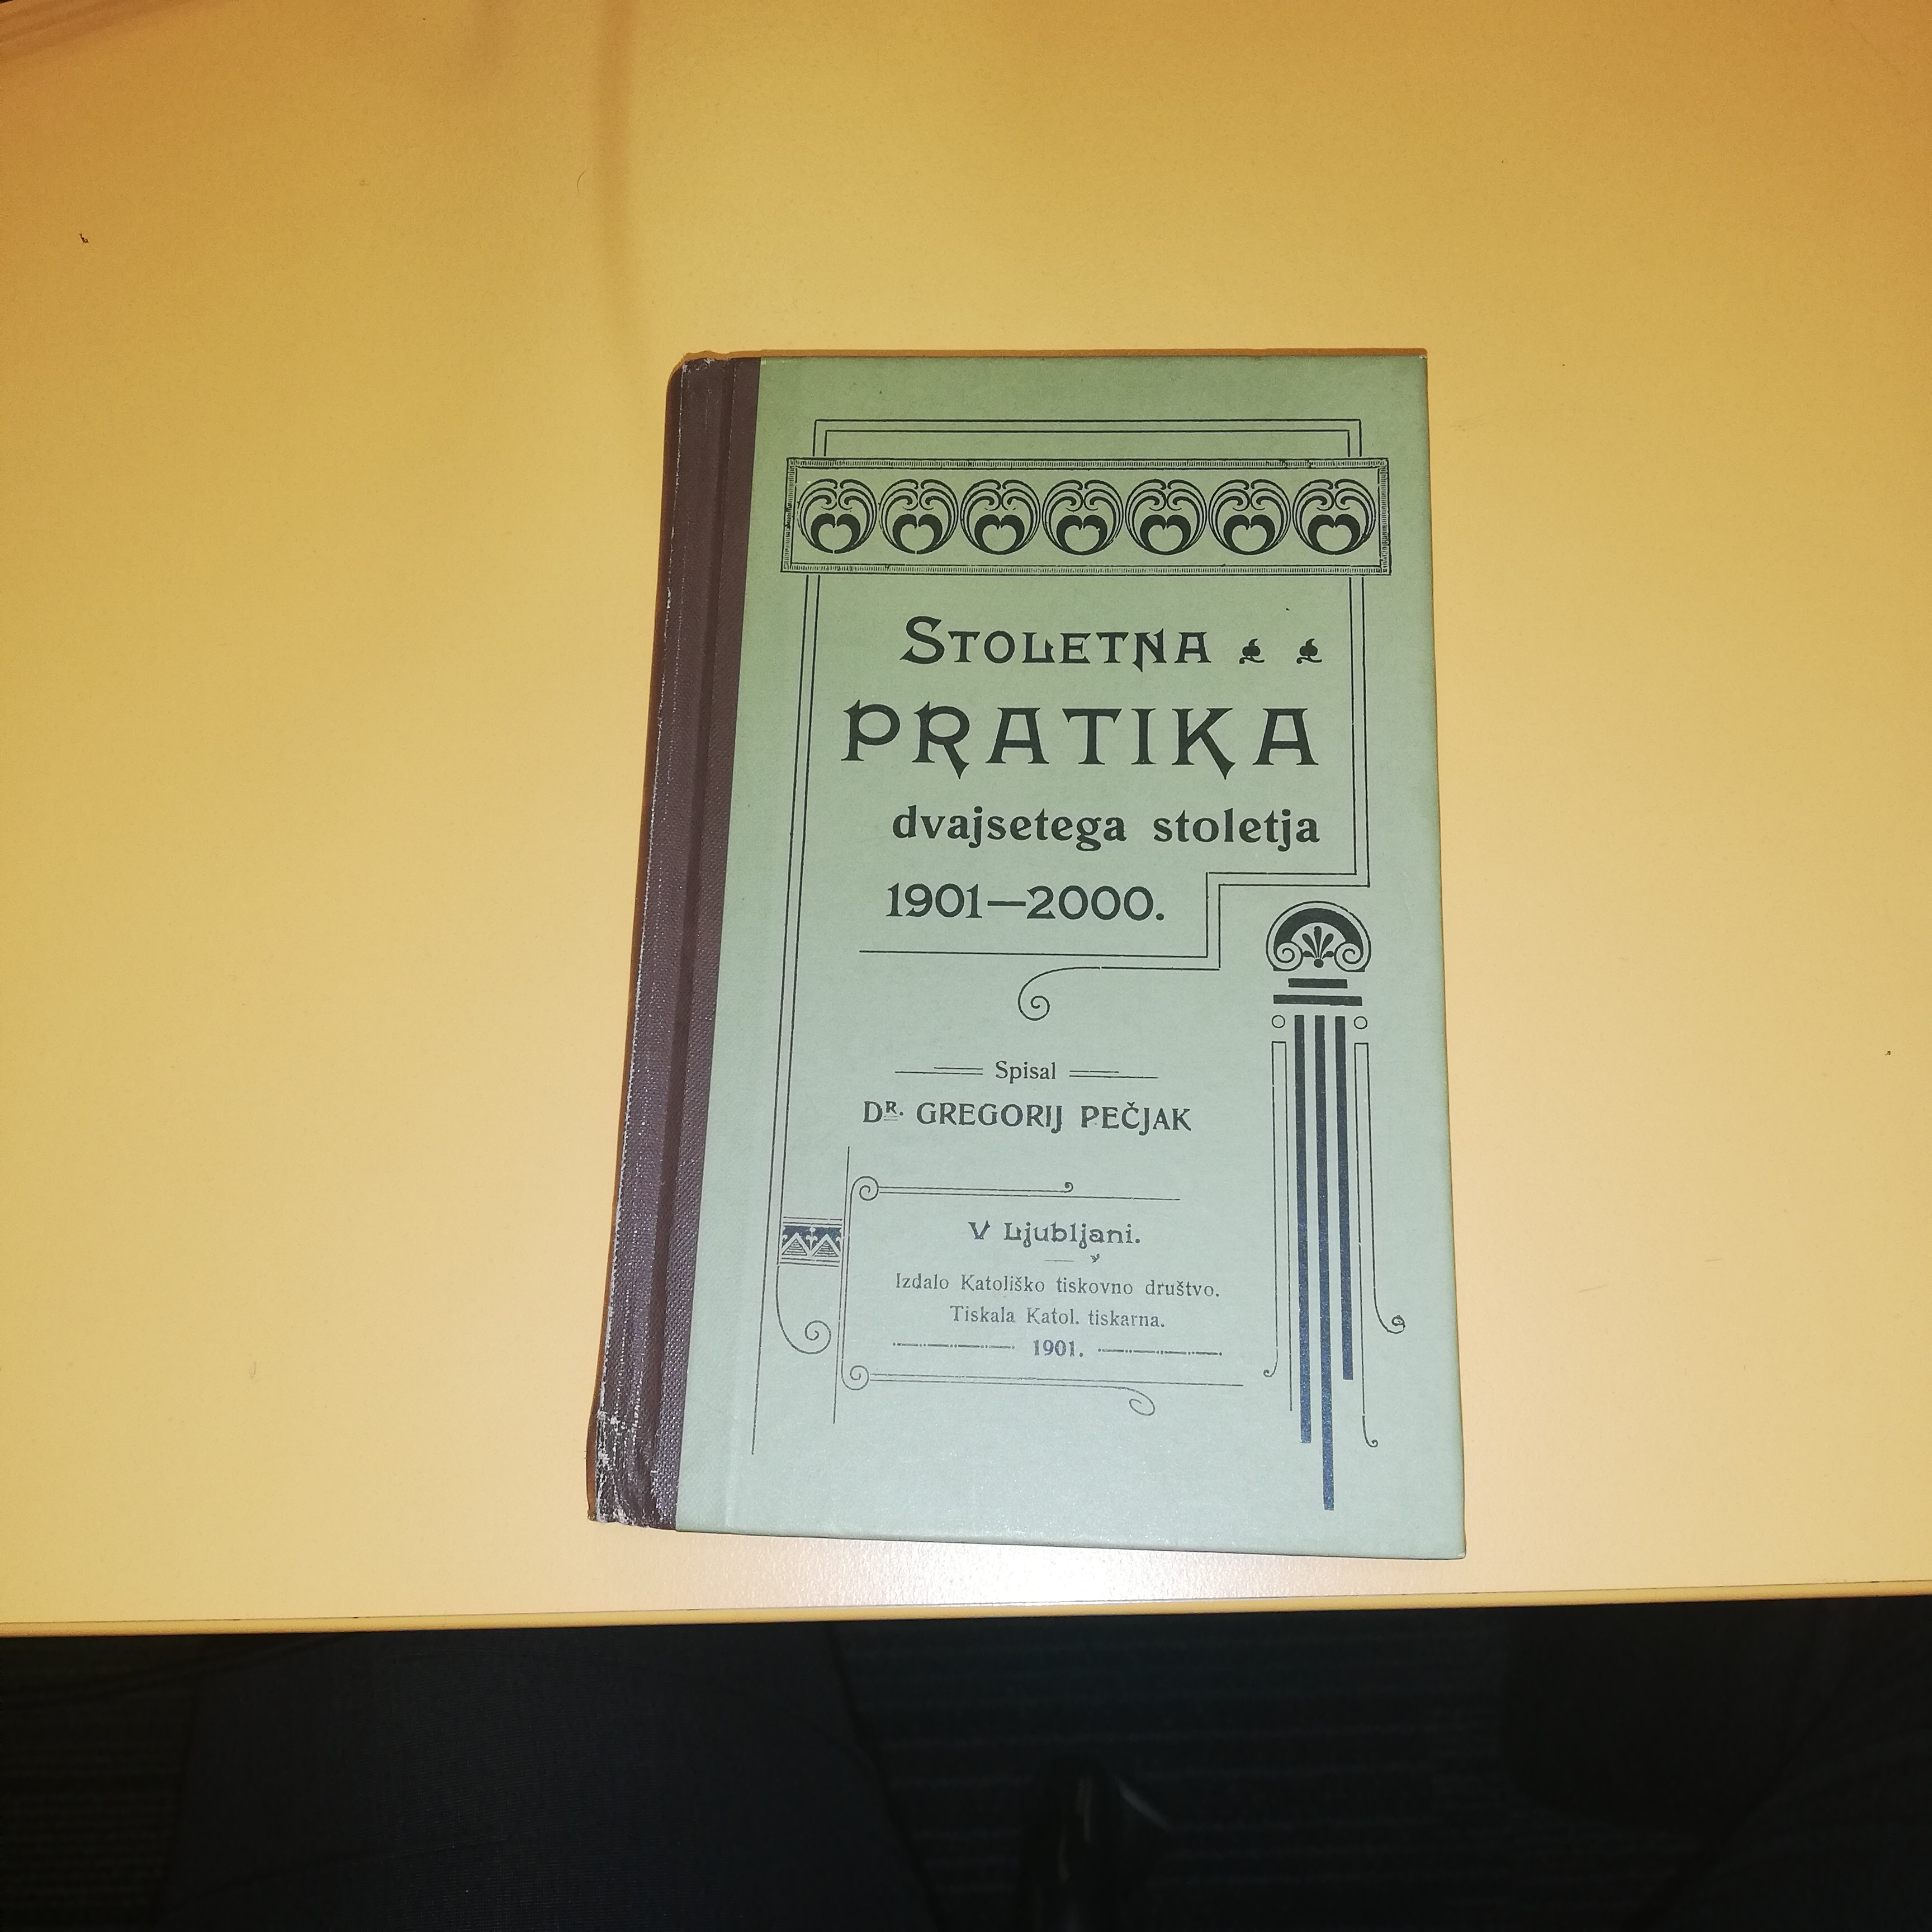 STOLETNA
PRATIKA
dvajsetega stoletja
1901—2000.
Spisal
DR. GREGORIJ PEČJAK
V Ljubljani.
Izdalo Katoliško tiskovno društvo.
Tiskala Katol. tiskarna.
1901.